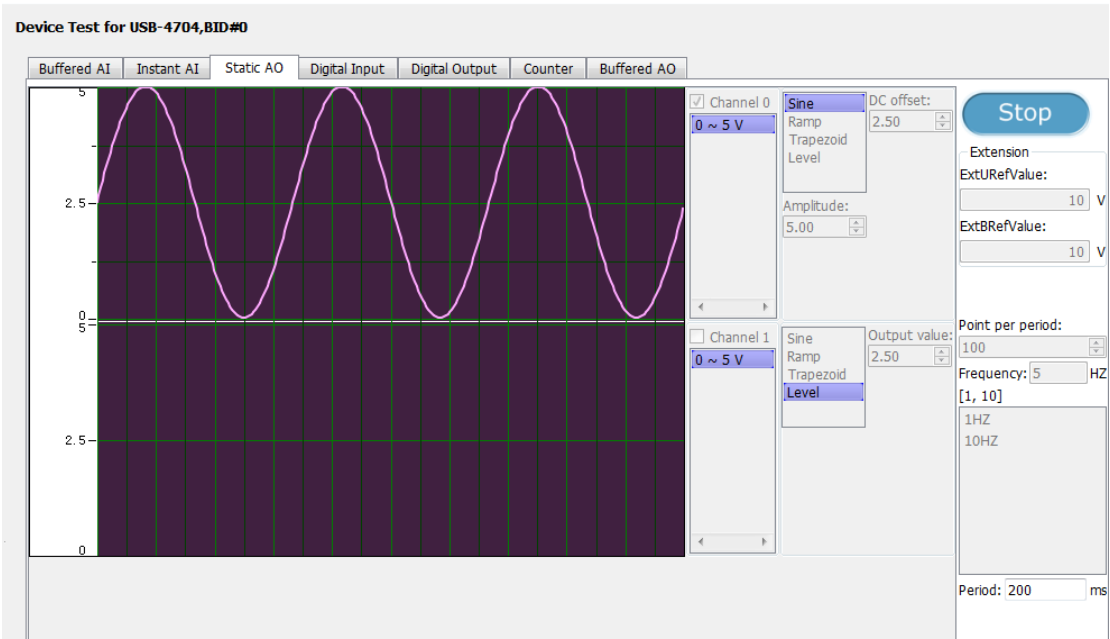 Device Test for USB-4704,BID#0
Buffered AI Instant AI Static AO Digital Input Digital Output Counter Buffered AO
5
2.5
0
Channel 0
0 ~ 5 V
Sine
Ramp
Trapezoid
Level
DC offset:
2.50
Amplitude:
5.00
Stop
Extension
ExtURefValue:
10 V
ExtBRefValue:
10 V
5
2.5
0
Channel 1
0 ~ 5 V
Sine
Ramp
Trapezoid
Level
Output value:
2.50
Point per period:
100
Frequency: 5 HZ
[1, 10]
1HZ
10HZ
Period: 200 ms